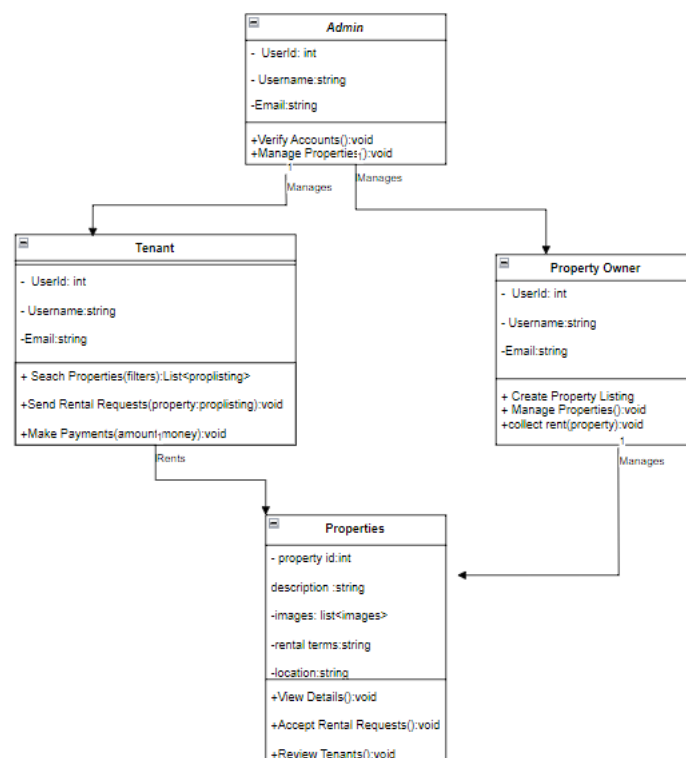 Admin
- UserId: int
- Username:string
-Email:string
+Verify Accounts():void
+Manage Properties():void
1
1
Manages
Manages
Tenant
- UserId: int
- Username:string
-Email:string
+ Seach Properties(filters):List<proplisting>
+Send Rental Requests(property:proplisting):void
+Make Payments(amount:money):void
1
Rents
Property Owner
- UserId: int
- Username:string
-Email:string
+ Create Property Listing
+ Manage Properties():void
+collect rent(property):void
1
Manages
Properties
- property id:int
description :string
-images: list<images>
-rental terms:string
-location:string
+View Details():void
+Accept Rental Requests():void
+Review Tenants():void